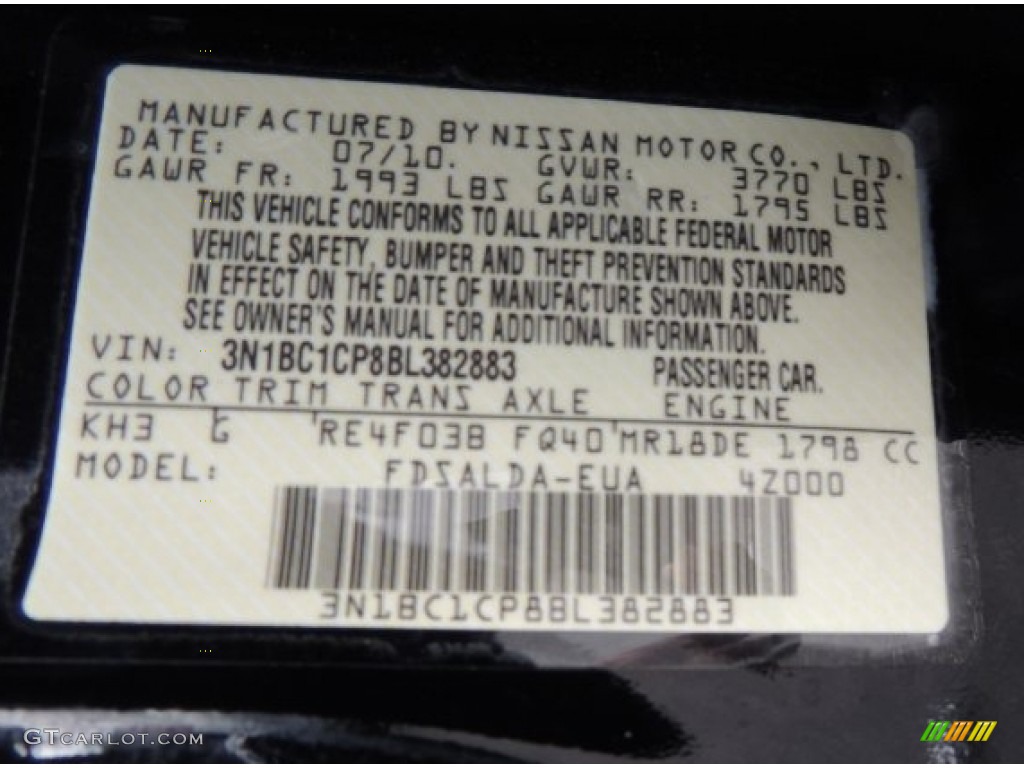 MANUFACTURED BY NISSAN MOTOR CO., LTD.
DATE: 07/10. GVWR: 3770 LBS
GAWR FR: 1993 LBS GAWR RR: 1795 LBS
THIS VEHICLE CONFORMS TO ALL APPLICABLE FEDERAL MOTOR
VEHICLE SAFETY, BUMPER AND THEFT PREVENTION STANDARDS
IN EFFECT ON THE DATE OF MANUFACTURE SHOWN ABOVE.
SEE OWNER'S MANUAL FOR ADDITIONAL INFORMATION.
VIN: 3N1BC1CP8BL382883 PASSENGER CAR.
COLOR TRIM TRANS AXLE ENGINE
KH3 G RE4F03B FQ40 MR18DE 1798 CC
MODEL: FDSALDA-EUA 4Z000
3N1BC1CP8BL382883
GTCARLOT.COM